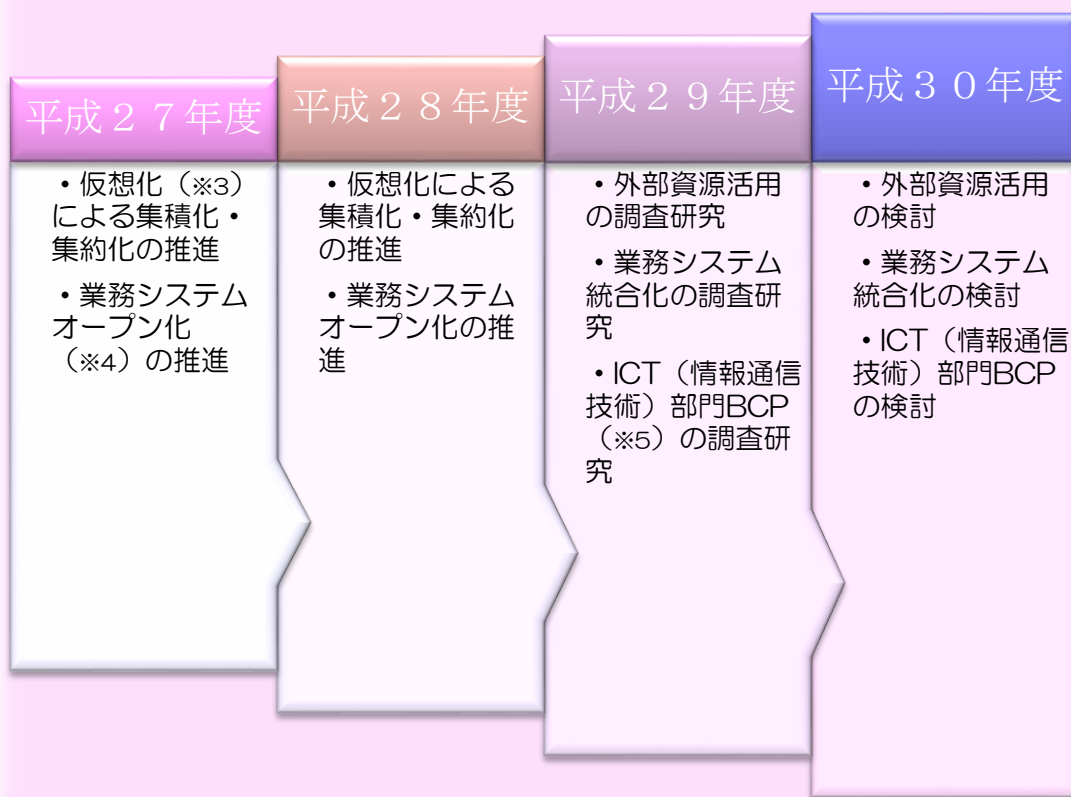 平成２７年度
・仮想化（※3）
による集積化・
集約化の推進
・業務システム
オープン化
（※4）の推進
平成２８年度
・仮想化による
集積化・集約化
の推進
・業務システム
オープン化の推
進
平成２９年度
・外部資源活用
の調査研究
・業務システム
統合化の調査研
究
・ICT（情報通信
技術）部門BCP
（※5）の調査研
究
平成３０年度
・外部資源活用
の検討
・業務システム
統合化の検討
・ICT（情報通信
技術）部門BCP
の検討